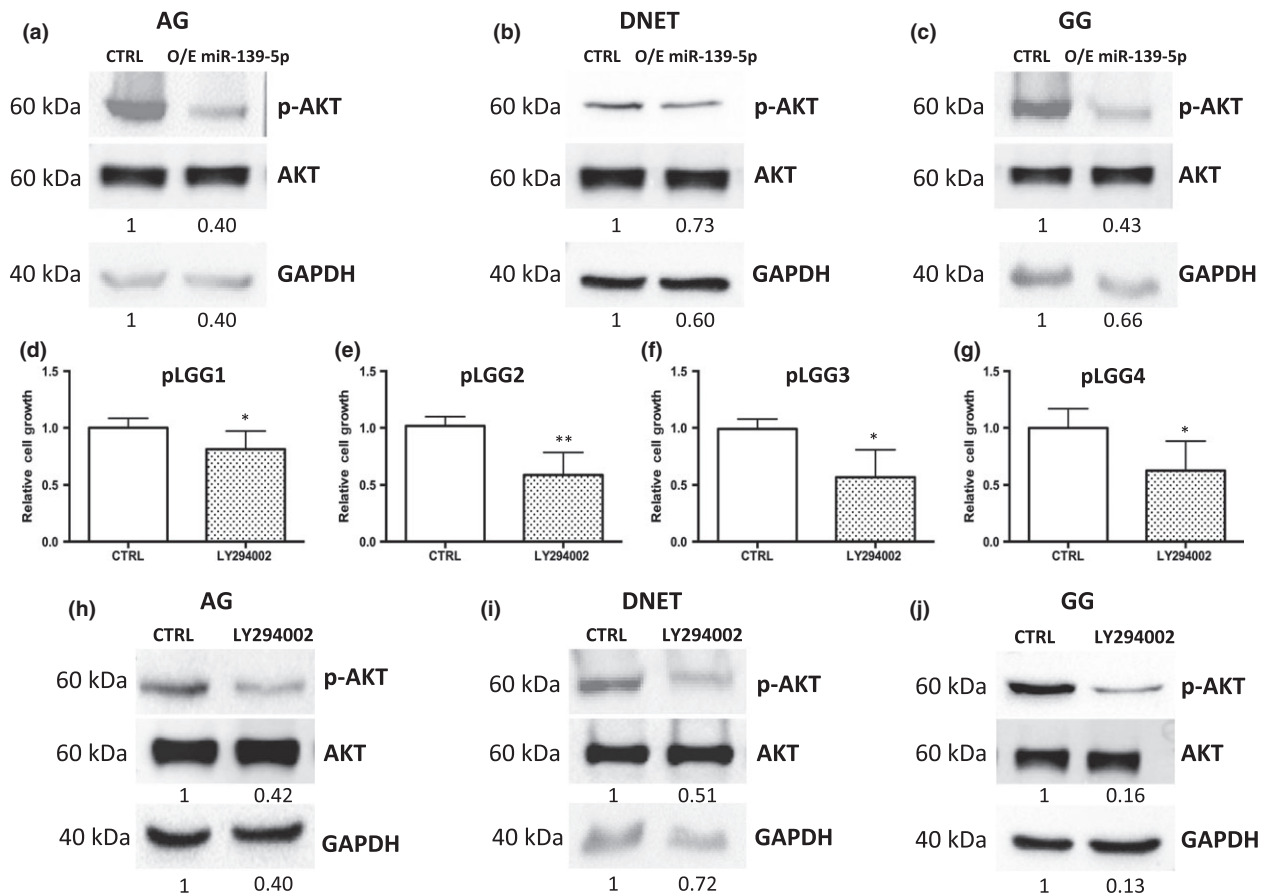 (a) AG
CTRL O/E miR-139-5p
60 kDa p-AKT
60 kDa AKT
1 0.40
40 kDa GAPDH
1 0.40
(b) DNET
CTRL O/E miR-139-5p
60 kDa p-AKT
60 kDa AKT
1 0.73
40 kDa GAPDH
1 0.60
(c) GG
CTRL O/E miR-139-5p
60 kDa p-AKT
60 kDa AKT
1 0.43
40 kDa GAPDH
1 0.66
(d)
pLGG1
Relative cell growth
1.5
1.0
0.5
0.0
*
CTRL LY294002
(e)
pLGG2
Relative cell growth
1.5
1.0
0.5
0.0
**
CTRL LY294002
(f)
pLGG3
Relative cell growth
1.5
1.0
0.5
0.0
*
CTRL LY294002
(g)
pLGG4
Relative cell growth
1.5
1.0
0.5
0.0
*
CTRL LY294002
(h) AG
CTRL LY294002
60 kDa p-AKT
60 kDa AKT
1 0.42
40 kDa GAPDH
1 0.40
(i) DNET
CTRL LY294002
60 kDa p-AKT
60 kDa AKT
1 0.51
40 kDa GAPDH
1 0.72
(j) GG
CTRL LY294002
60 kDa p-AKT
60 kDa AKT
1 0.16
40 kDa GAPDH
1 0.13